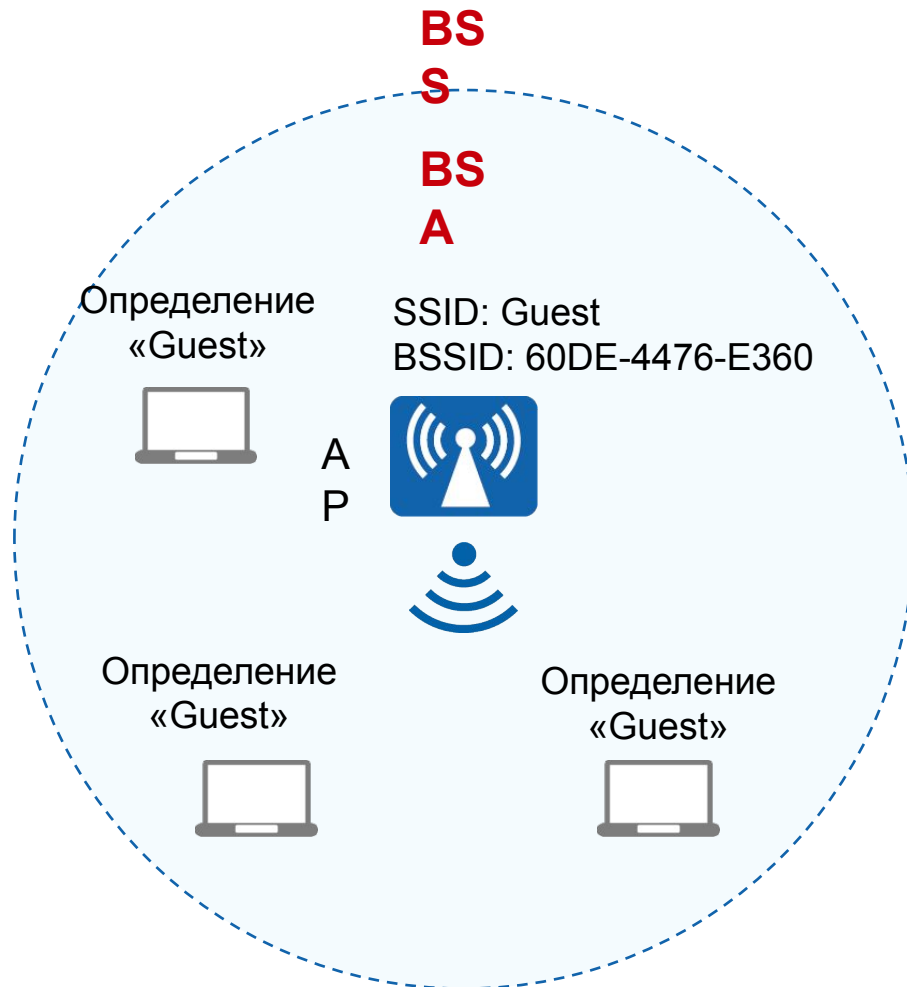 BS
S
BS
A
Определение
«Guest»
SSID: Guest
BSSID: 60DE-4476-E360
A
P
Определение
«Guest»
Определение
«Guest»